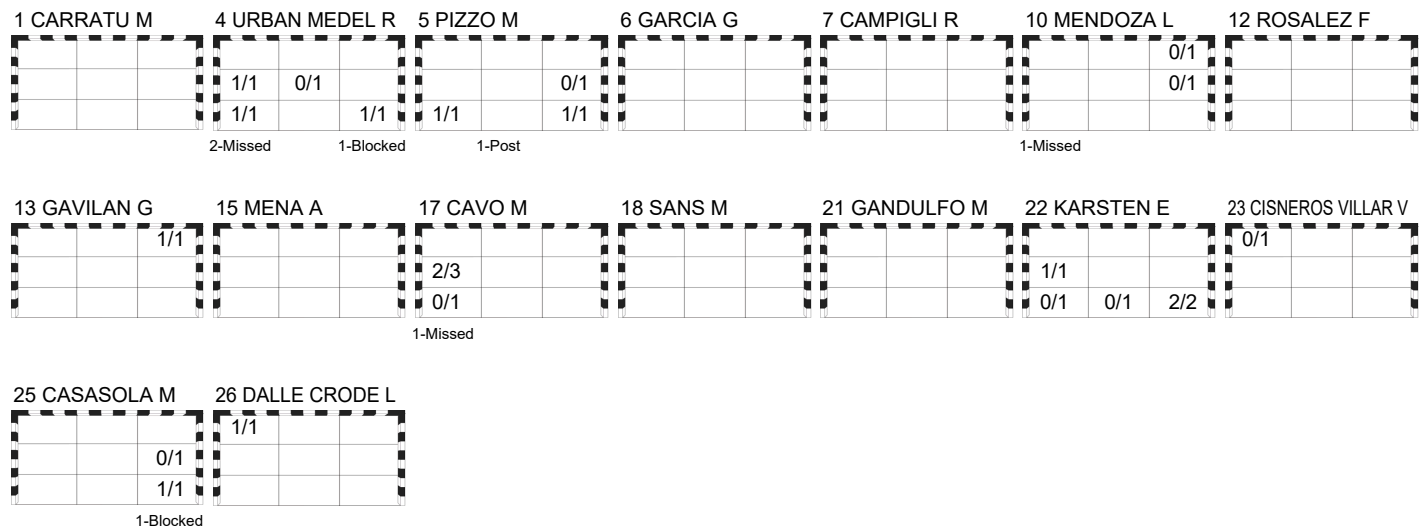 1 CARRATU M 4 URBAN MEDEL R 5 PIZZO M 6 GARCIA G 7 CAMPIGLI R 10 MENDOZA L 12 ROSALEZ F
0/1
1/1 0/1 0/1 0/1
1/1 1/1 1/1 1/1
2-Missed 1-Blocked 1-Post 1-Missed
13 GAVILAN G 15 MENA A 17 CAVO M 18 SANS M 21 GANDULFO M 22 KARSTEN E 23 CISNEROS VILLAR V
1/1 0/1
2/3 1/1
0/1 0/1 0/1 2/2
1-Missed
25 CASASOLA M 26 DALLE CRODE L
1/1
0/1
1/1
1-Blocked